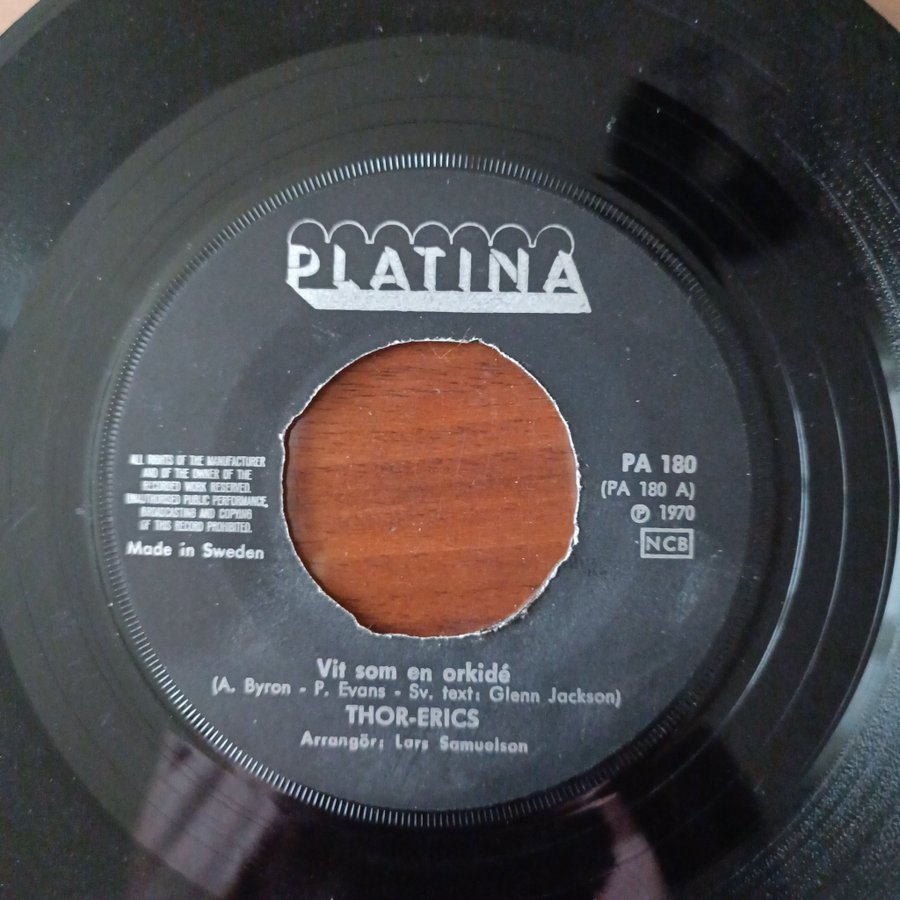 PLATINA
ALL RIGHTS OF THE MANUFACTURER
AND OF THE OWNER OF THE
RECORDED WORK RESERVED.
UNAUTHORISED PUBLIC PERFORMANCE,
BROADCASTING AND COPYING
OF THIS RECORD PROHIBITED.
Made in Sweden
PA 180
(PA 180 A)
Ⓟ 1970
NCB
Vit som en orkidé
(A. Byron - P. Evans - Sv. text: Glenn Jackson)
THOR-ERICS
Arrangör: Lars Samuelson